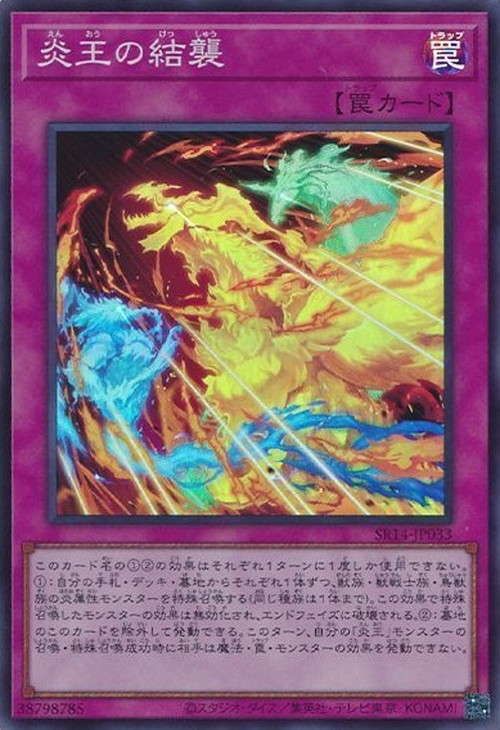 炎王の結襲
罠
【罠カード】
SR14-JP033
このカード名の①②の効果はそれぞれ1ターンに1度しか使用できない。
①:自分の手札・デッキ・墓地からそれぞれ1体ずつ、獣族・獣戦士族・鳥獣
族の炎属性モンスターを特殊召喚する(同じ種族は1体まで)。この効果で特殊
召喚したモンスターの効果は無効化され、エンドフェイズに破壊される。②:墓地
のこのカードを除外して発動できる。このターン、自分の「炎王」モンスターの
召喚・特殊召喚成功時に相手は魔法・罠・モンスターの効果を発動できない。
38798785
©スタジオ・ダイス/集英社・テレビ東京・KONAMI